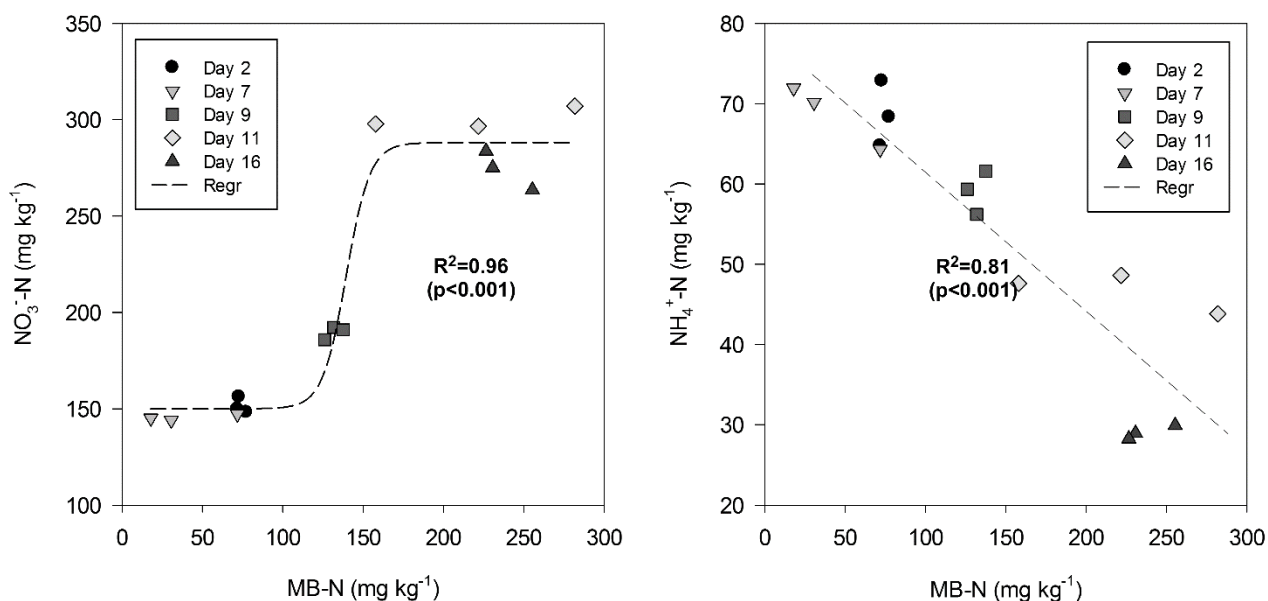 350
300
250
200
150
100
NO₃⁻-N (mg kg⁻¹)
Day 2
Day 7
Day 9
Day 11
Day 16
Regr
R²=0.96
(p<0.001)
0 50 100 150 200 250 300
MB-N (mg kg⁻¹)
80
70
60
50
40
30
20
NH₄⁺-N (mg kg⁻¹)
Day 2
Day 7
Day 9
Day 11
Day 16
Regr
R²=0.81
(p<0.001)
0 50 100 150 200 250 300
MB-N (mg kg⁻¹)